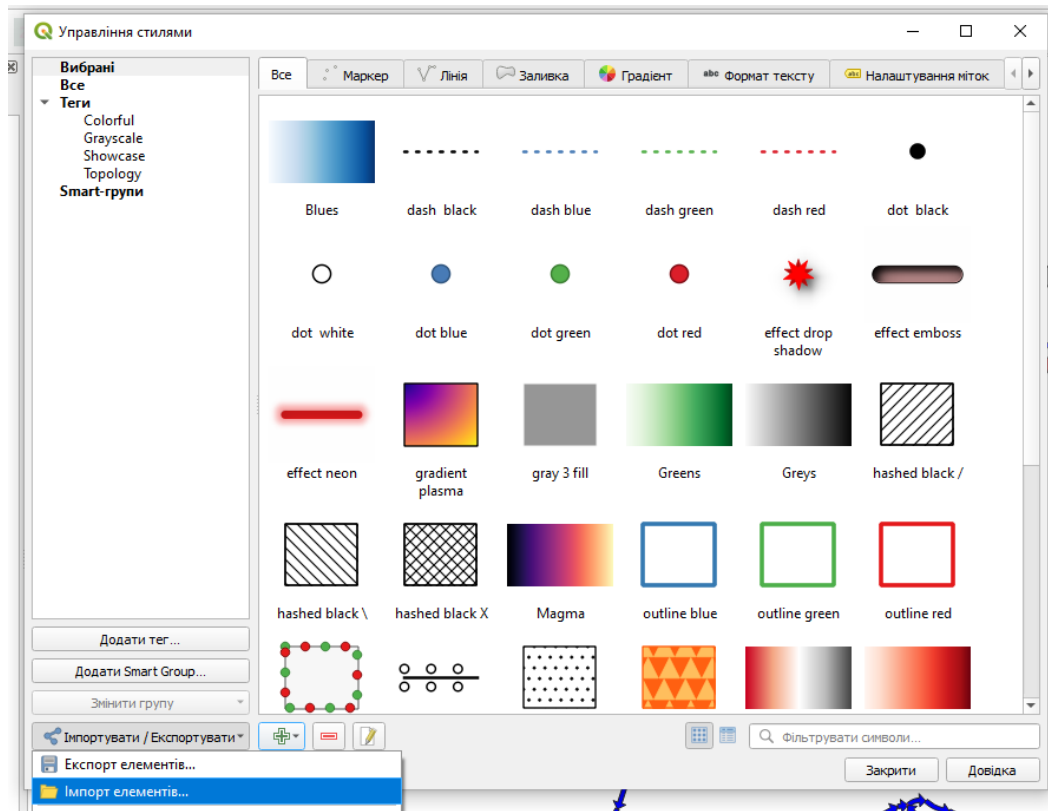 Управління стилями
Вибрані
Все
Теги
Colorful
Grayscale
Showcase
Topology
Smart-групи
Все
Маркер
Лінія
Заливка
Градієнт
abc Формат тексту
abc Налаштування міток
Blues
dash black
dash blue
dash green
dash red
dot black
dot white
dot blue
dot green
dot red
effect drop
shadow
effect emboss
effect neon
gradient
plasma
gray 3 fill
Greens
Greys
hashed black /
hashed black \
hashed black X
Magma
outline blue
outline green
outline red
Додати тег...
Додати Smart Group...
Змінити групу
Імпортувати / Експортувати
Фільтрувати символи...
Експорт елементів...
Імпорт елементів...
Закрити
Довідка